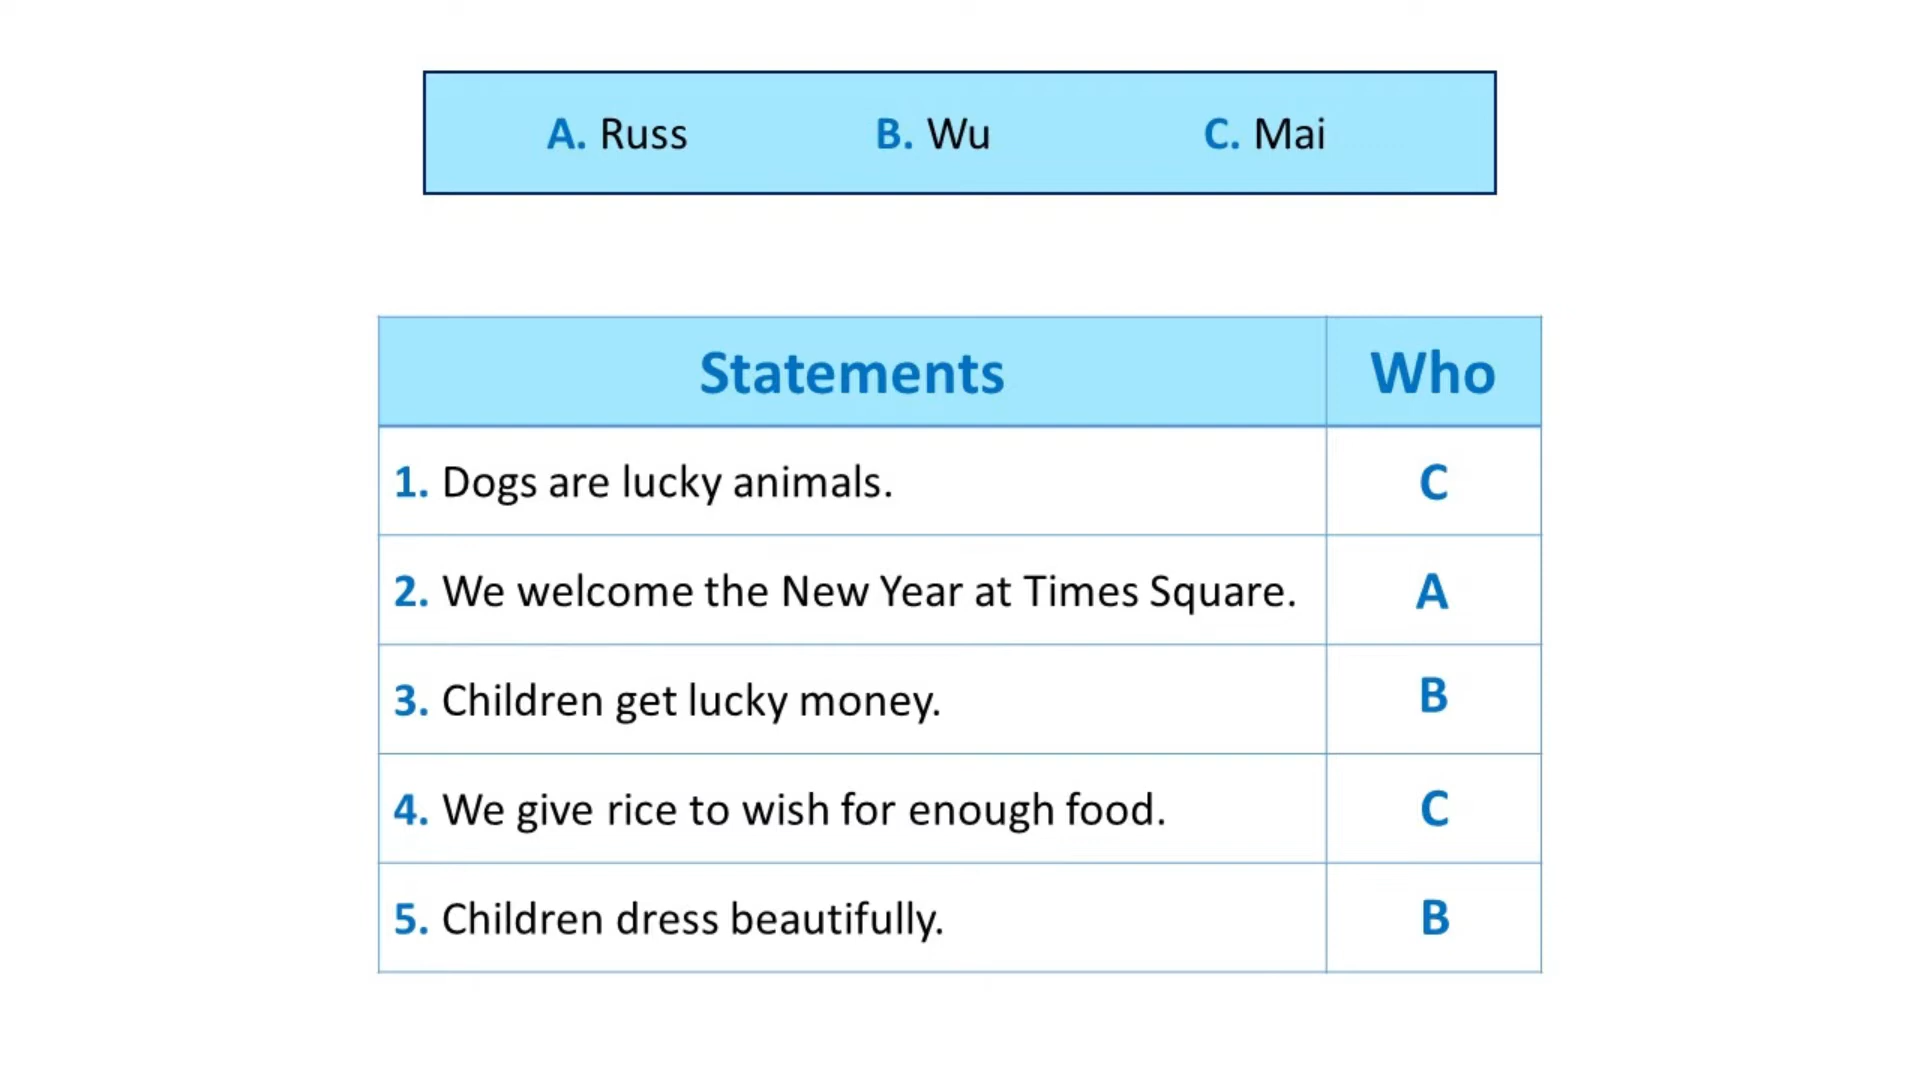 A. Russ B. Wu C. Mai
Statements Who
1. Dogs are lucky animals. C
2. We welcome the New Year at Times Square. A
3. Children get lucky money. B
4. We give rice to wish for enough food. C
5. Children dress beautifully. B